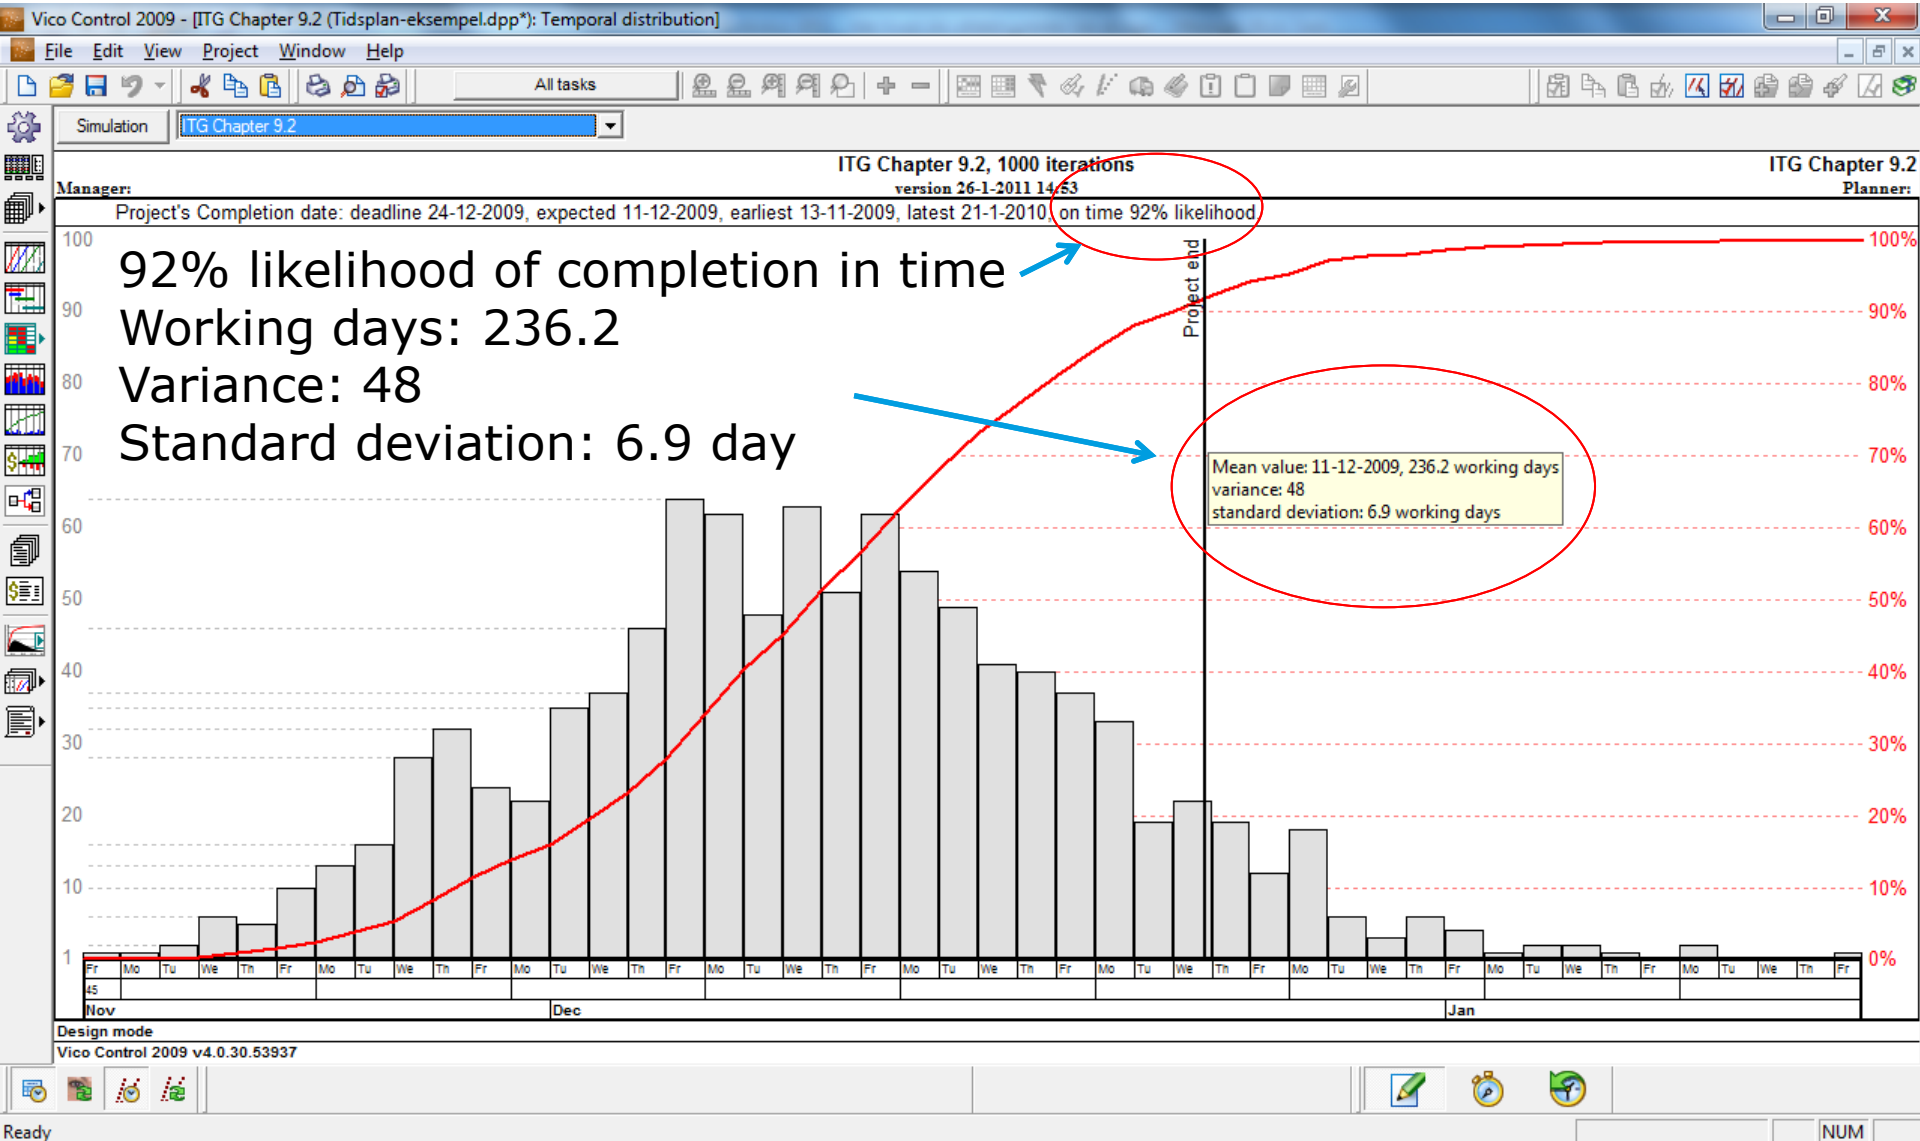 Vico Control 2009 - [ITG Chapter 9.2 (Tidsplan-eksempel.dpp*): Temporal distribution]
File Edit View Project Window Help
All tasks
Simulation ITG Chapter 9.2
ITG Chapter 9.2, 1000 iterations ITG Chapter 9.2
Manager: version 26-1-2011 14:53 Planner:
Project's Completion date: deadline 24-12-2009, expected 11-12-2009, earliest 13-11-2009, latest 21-1-2010, on time 92% likelihood.
92% likelihood of completion in time
Working days: 236.2
Variance: 48
Standard deviation: 6.9 day
Project end
Mean value: 11-12-2009, 236.2 working days
variance: 48
standard deviation: 6.9 working days
100 100%
90 90%
80 80%
70 70%
60 60%
50 50%
40 40%
30 30%
20 20%
10 10%
1 0%
Fr Mo Tu We Th Fr Mo Tu We Th Fr Mo Tu We Th Fr Mo Tu We Th Fr Mo Tu We Th Fr Mo Tu We Th Fr Mo Tu We Th Fr Mo Tu We Th Fr Mo Tu We Th Fr
45
Nov Dec Jan
Design mode
Vico Control 2009 v4.0.30.53937
Ready NUM